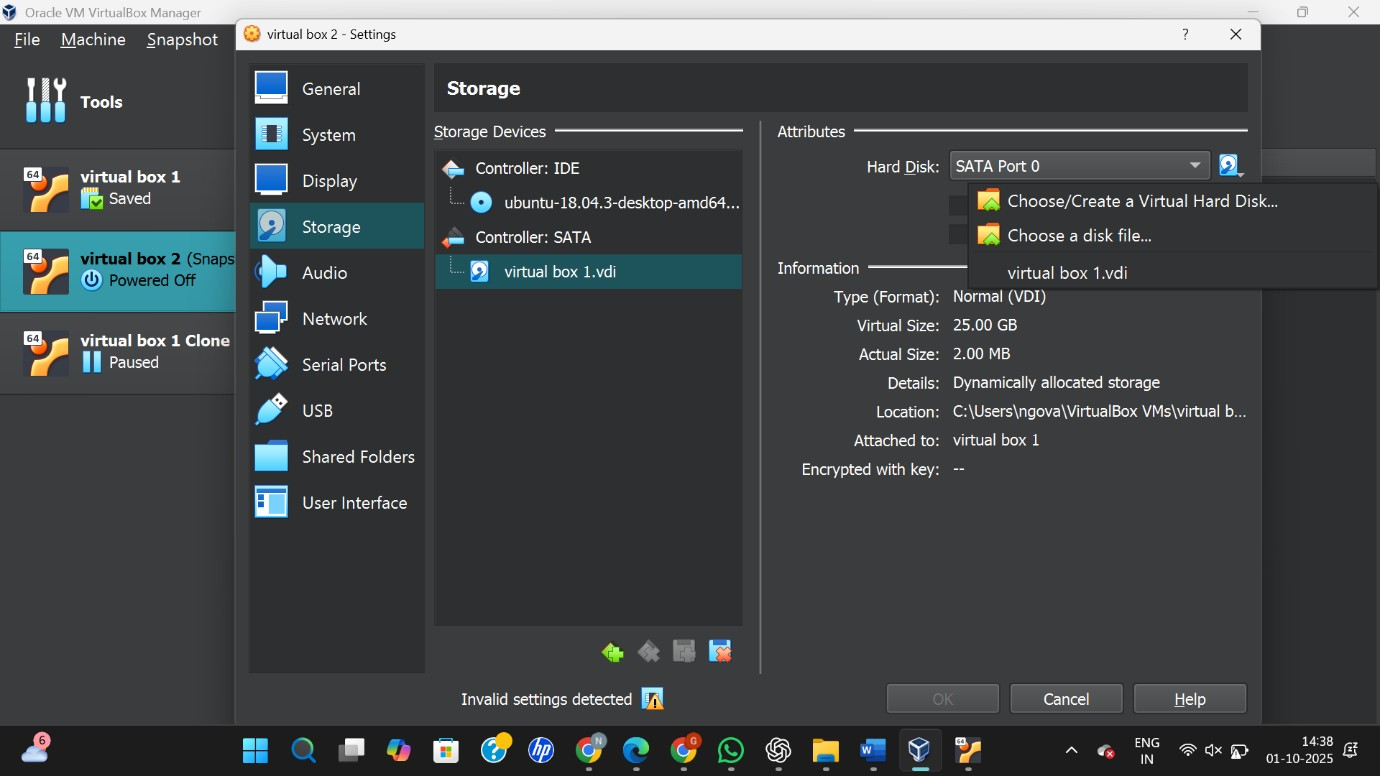 Oracle VM VirtualBox Manager
File Machine Snapshot
Tools
64
virtual box 1
Saved
64
virtual box 2 (Snaps
Powered Off
64
virtual box 1 Clone
Paused
virtual box 2 - Settings
?
General
System
Display
Storage
Audio
Network
Serial Ports
USB
Shared Folders
User Interface
Storage
Storage Devices
Controller: IDE
ubuntu-18.04.3-desktop-amd64...
Controller: SATA
virtual box 1.vdi
Attributes
Hard Disk: SATA Port 0
Choose/Create a Virtual Hard Disk...
Choose a disk file...
virtual box 1.vdi
Information
Type (Format): Normal (VDI)
Virtual Size: 25.00 GB
Actual Size: 2.00 MB
Details: Dynamically allocated storage
Location: C:\Users\ngova\VirtualBox VMs\virtual b...
Attached to: virtual box 1
Encrypted with key: --
Invalid settings detected
OK Cancel Help
6
?
hp
N
G
W
ENG
IN
14:38
01-10-2025